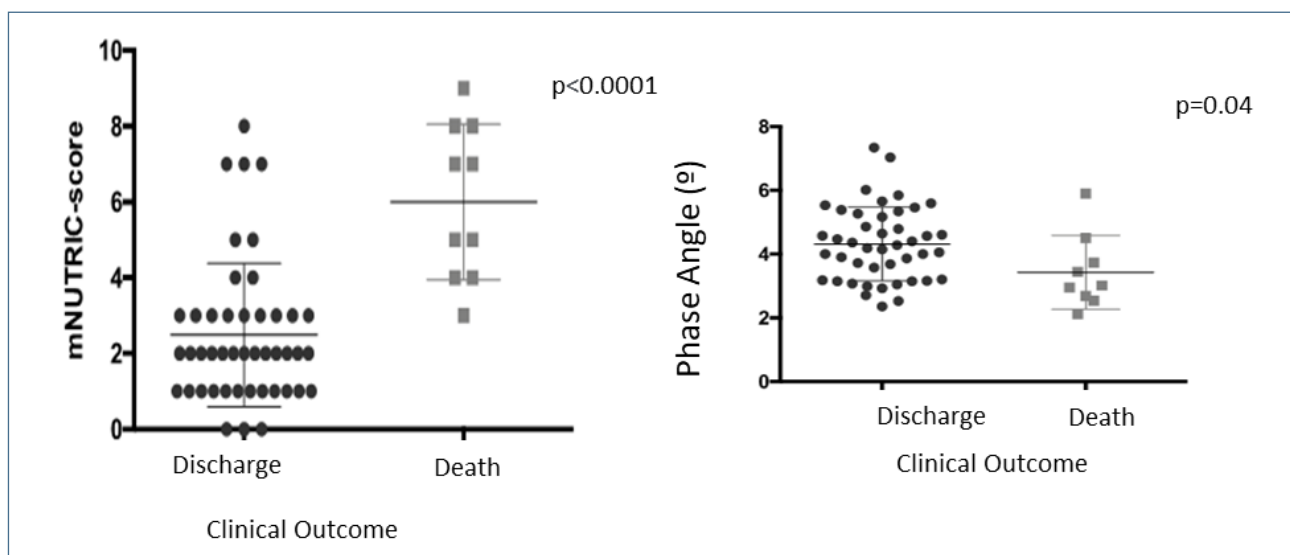 10
8
6
4
2
0
mNUTRIC-score
p<0.0001
Discharge
Death
Clinical Outcome
p=0.04
8
6
4
2
0
Phase Angle (º)
Discharge
Death
Clinical Outcome